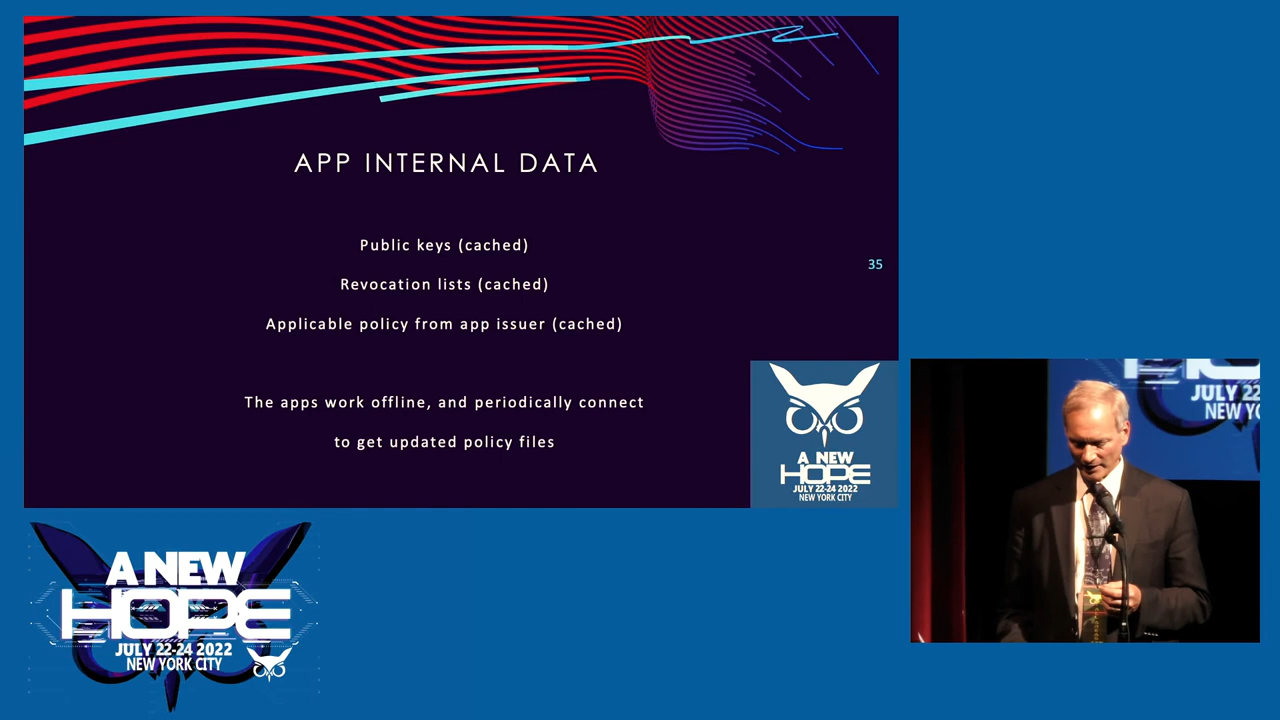 APP INTERNAL DATA
Public keys (cached)
35
Revocation lists (cached)
Applicable policy from app issuer (cached)
The apps work offline, and periodically connect
to get updated policy files
A NEW
HOPE
JULY 22-24 2022
NEW YORK CITY
JULY 22
NEW Y
A NEW
HOPE
JULY 22-24 2022
NEW YORK CITY